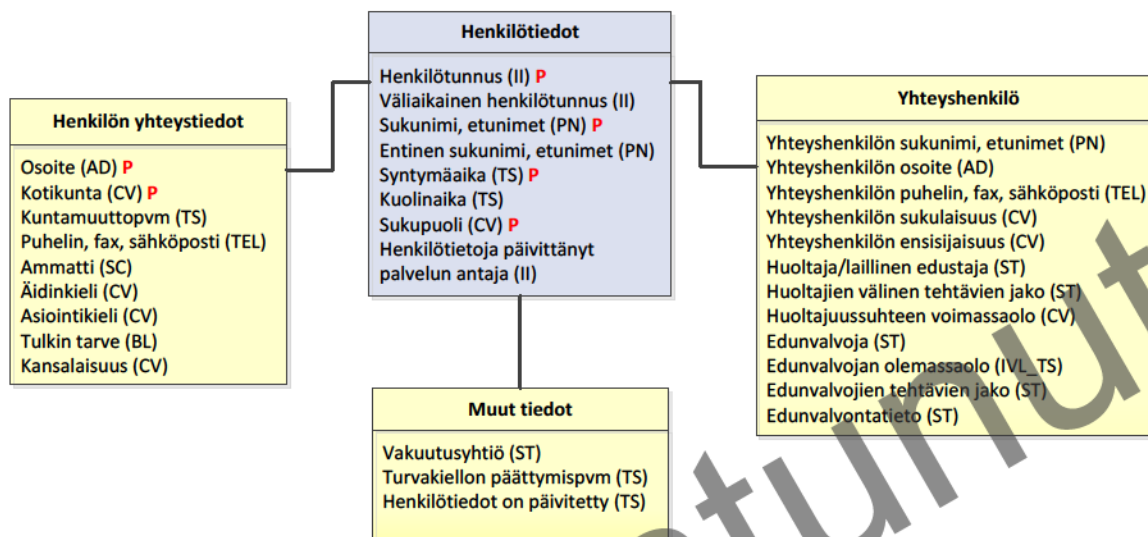 Henkilötiedot
Henkilötunnus (II) P
Väliaikainen henkilötunnus (II)
Sukunimi, etunimet (PN) P
Entinen sukunimi, etunimet (PN)
Syntymäaika (TS) P
Kuolinaika (TS)
Sukupuoli (CV) P
Henkilötietoja päivittänyt
palvelun antaja (II)
Henkilön yhteystiedot
Osoite (AD) P
Kotikunta (CV) P
Kuntamuuttopvm (TS)
Puhelin, fax, sähköposti (TEL)
Ammatti (SC)
Äidinkieli (CV)
Asiointikieli (CV)
Tulkin tarve (BL)
Kansalaisuus (CV)
Yhteyshenkilö
Yhteyshenkilön sukunimi, etunimet (PN)
Yhteyshenkilön osoite (AD)
Yhteyshenkilön puhelin, fax, sähköposti (TEL)
Yhteyshenkilön sukulaisuus (CV)
Yhteyshenkilön ensisijaisuus (CV)
Huoltaja/laillinen edustaja (ST)
Huoltajien välinen tehtävien jako (ST)
Huoltajuussuhteen voimassaolo (CV)
Edunvalvoja (ST)
Edunvalvojan olemassaolo (IVL_TS)
Edunvalvojien tehtävien jako (ST)
Edunvalvontatieto (ST)
Muut tiedot
Vakuutusyhtiö (ST)
Turvakiellon päättymispvm (TS)
Henkilötiedot on päivitetty (TS)